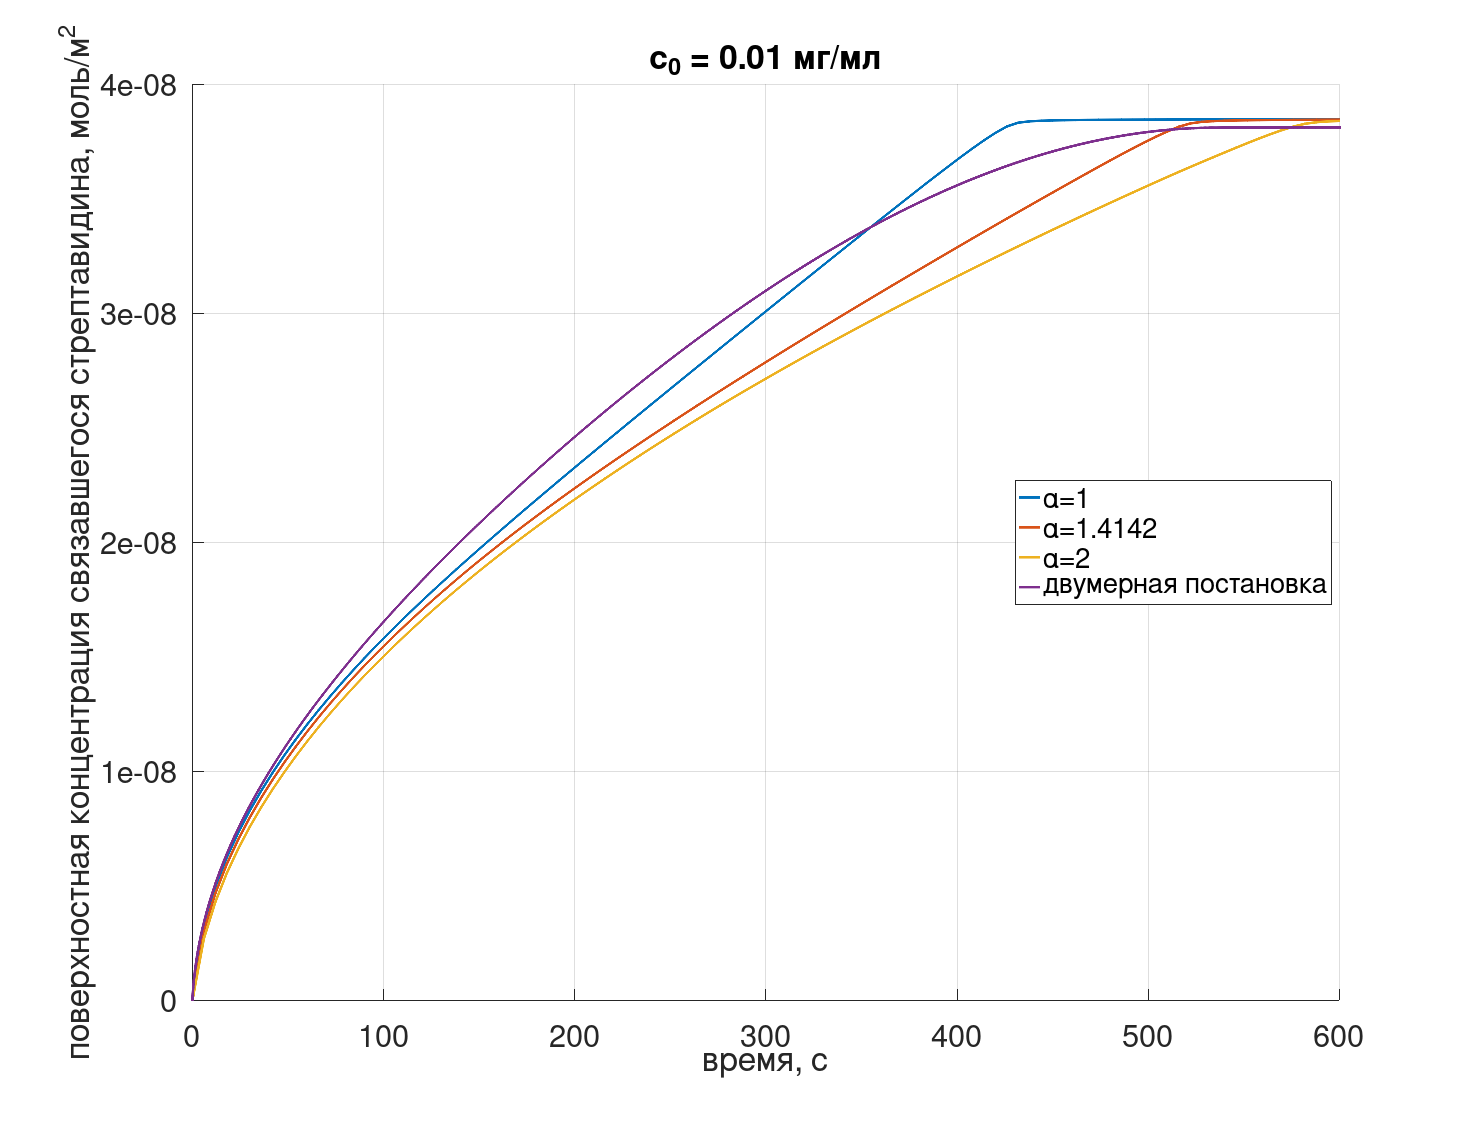 c₀ = 0.01 мг/мл
поверхностная концентрация связавшегося стрептавидина, моль/м²
4e-08
3e-08
2e-08
1e-08
0
α=1
α=1.4142
α=2
двумерная постановка
0 100 200 300 400 500 600
время, с